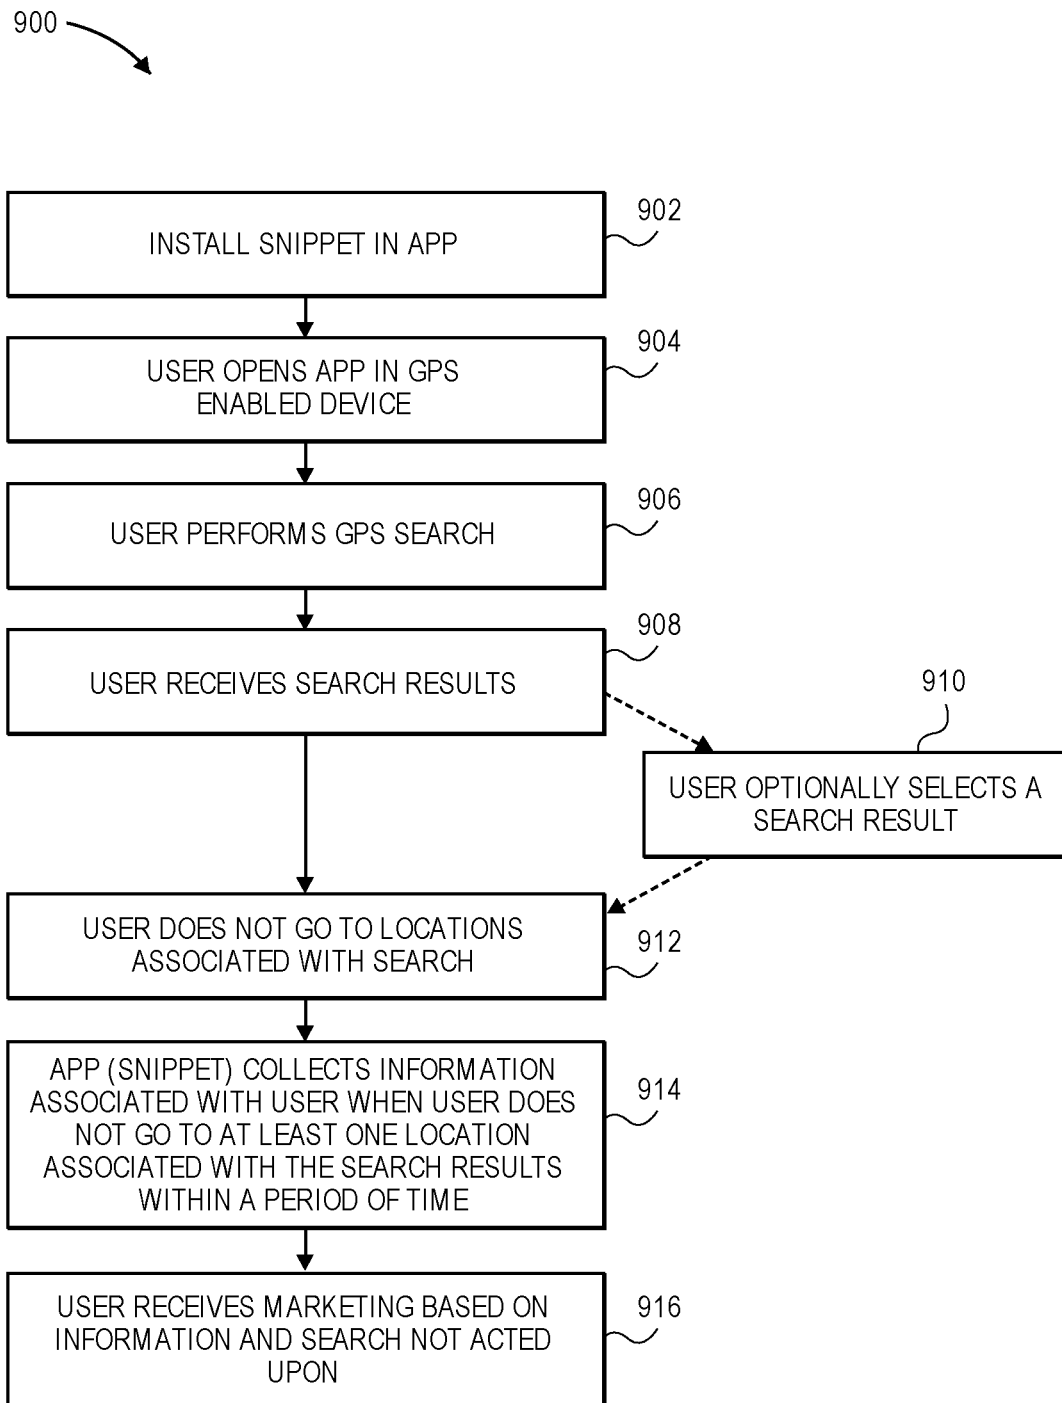 900
902
INSTALL SNIPPET IN APP
904
USER OPENS APP IN GPS
ENABLED DEVICE
906
USER PERFORMS GPS SEARCH
908
USER RECEIVES SEARCH RESULTS
910
USER OPTIONALLY SELECTS A
SEARCH RESULT
USER DOES NOT GO TO LOCATIONS
ASSOCIATED WITH SEARCH
912
APP (SNIPPET) COLLECTS INFORMATION
ASSOCIATED WITH USER WHEN USER DOES
NOT GO TO AT LEAST ONE LOCATION
ASSOCIATED WITH THE SEARCH RESULTS
WITHIN A PERIOD OF TIME
914
USER RECEIVES MARKETING BASED ON
INFORMATION AND SEARCH NOT ACTED
UPON
916